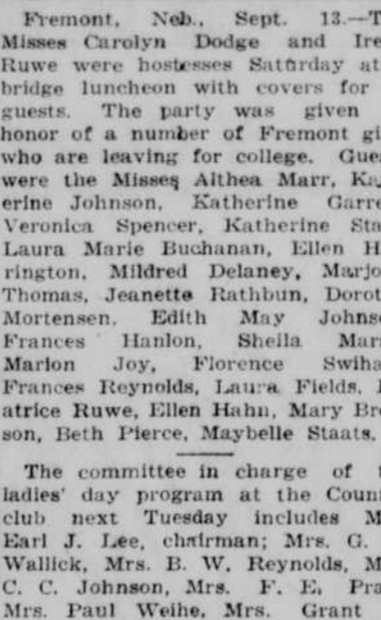 Fremont, Neb., Sept. 13.—T
Misses Carolyn Dodge and Ire
Ruwe were hostesses Saturday at
bridge luncheon with covers for
guests. The party was given
honor of a number of Fremont gi
who are leaving for college. Gue
were the Misses Althea Marr, Ka
erine Johnson, Katherine Garre
Veronica Spencer, Katherine Sta
Laura Marie Buchanan, Ellen H
rington, Mildred Delaney, Marjo
Thomas, Jeanette Rathbun, Dorot
Mortensen, Edith May Johns
Frances Hanlon, Sheila Mar
Marion Joy, Florence Swiha
Frances Reynolds, Laura Fields,
atrice Ruwe, Ellen Hahn, Mary Bre
son, Beth Pierce, Maybelle Staats.
The committee in charge of t
ladies' day program at the Coun
club next Tuesday includes M
Earl J. Lee, chairman; Mrs. G.
Wallick, Mrs. B. W. Reynolds, M
C. C. Johnson, Mrs. F. E. Pra
Mrs. Paul Weihe, Mrs. Grant